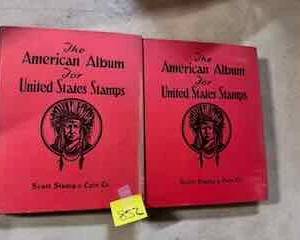 The
American Album
for
United States Stamps
Scott Stamp & Coin Co.
The
American Album
for
United States Stamps
Scott Stamp & Coin Co.
852